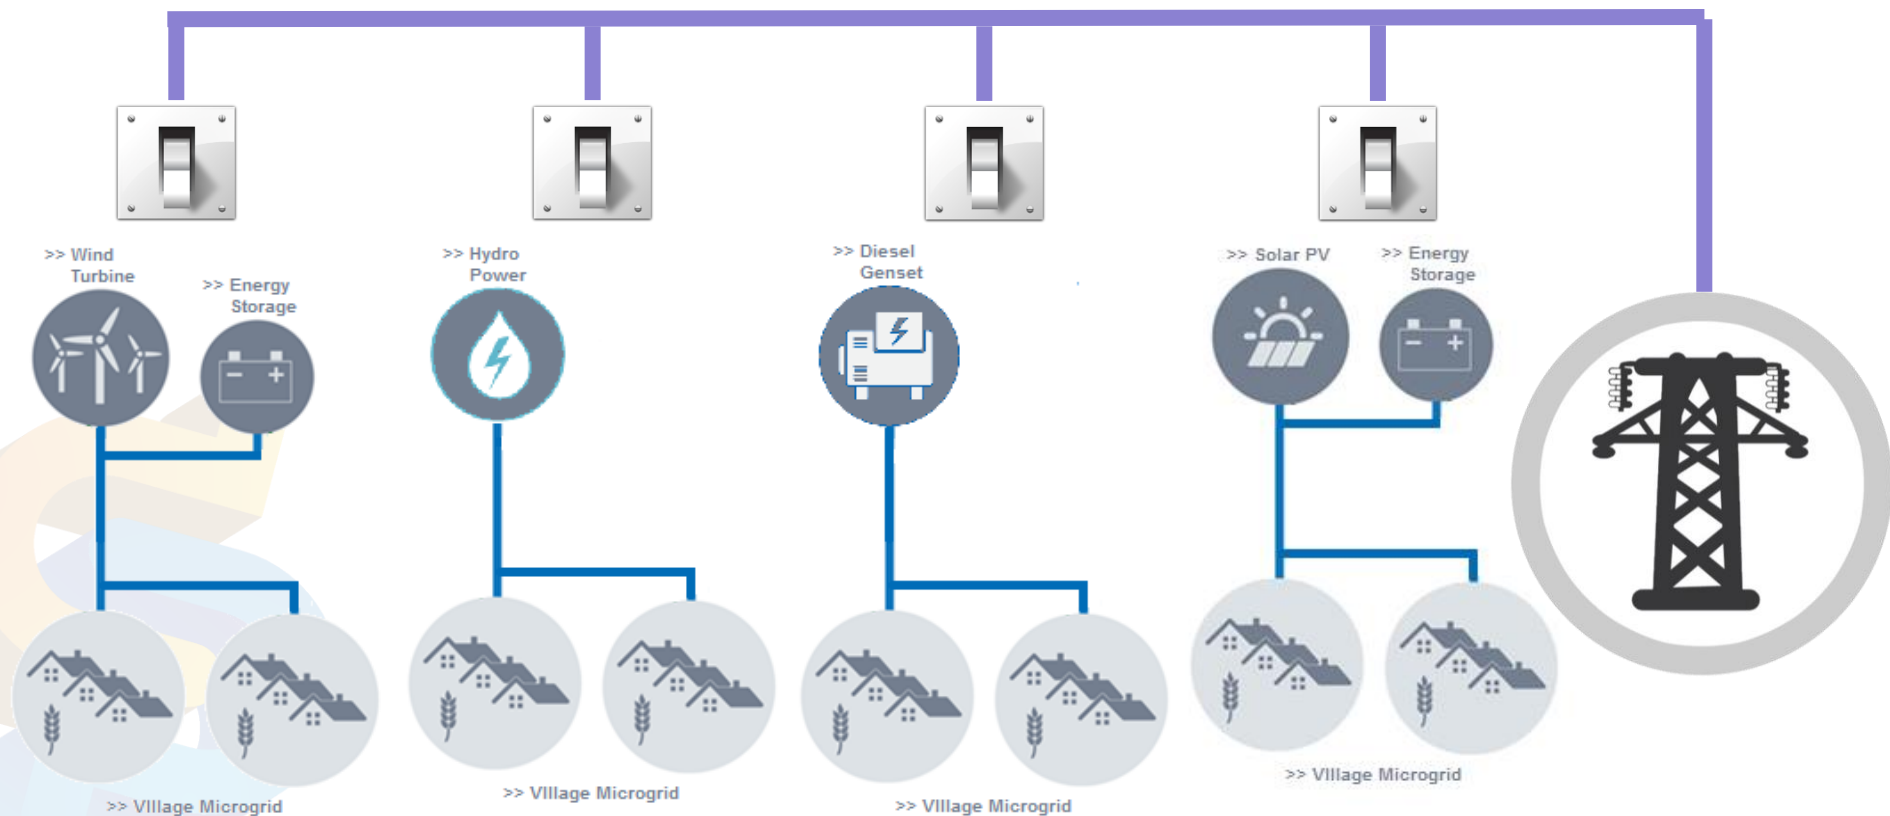 >> Wind
Turbine
>> Energy
Storage
>> Hydro
Power
>> Diesel
Genset
>> Solar PV
>> Energy
Storage
>> VIllage Microgrid
>> VIllage Microgrid
>> VIllage Microgrid
>> VIllage Microgrid